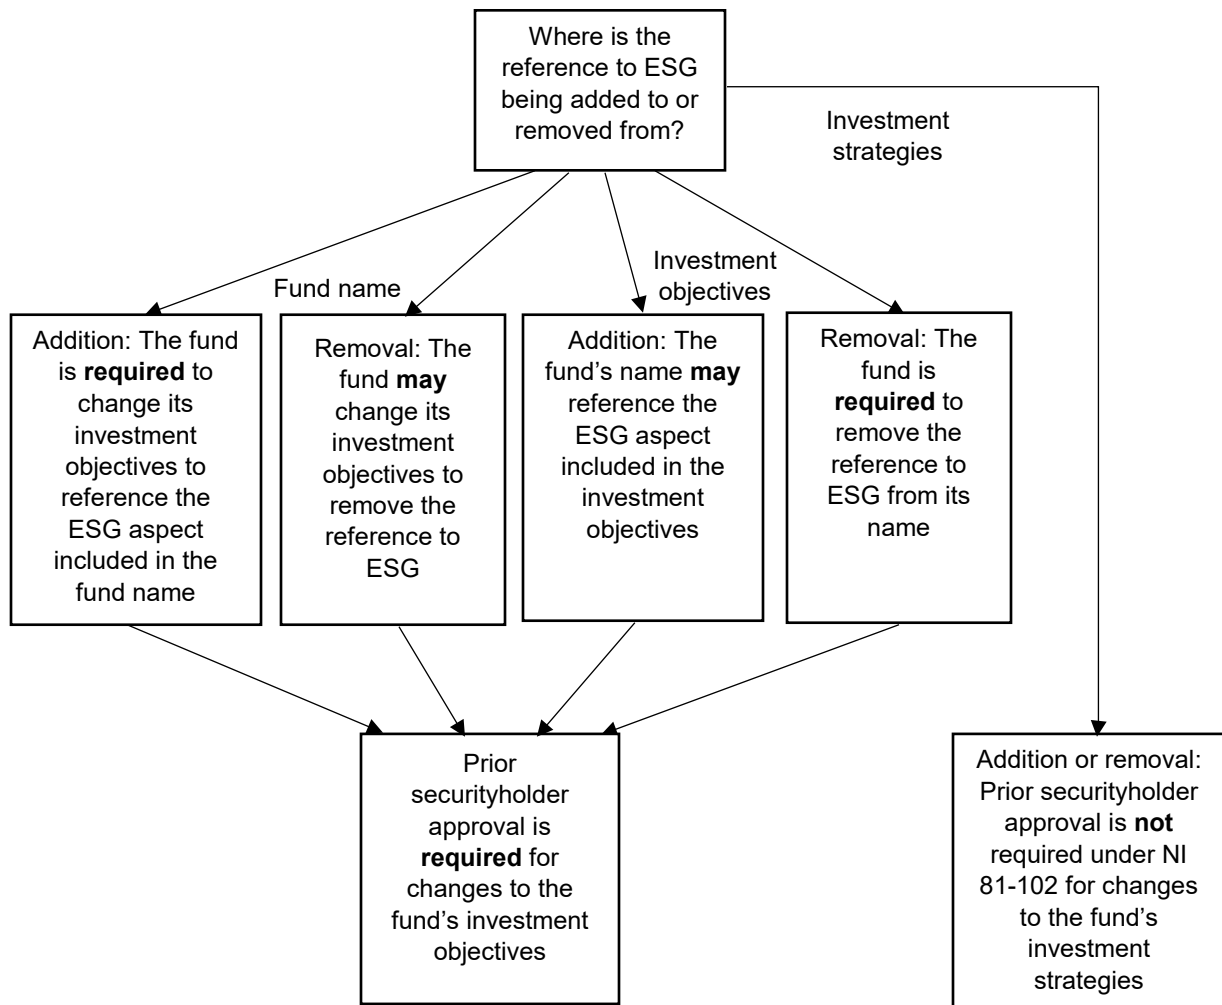 Where is the
reference to ESG
being added to or
removed from?
Investment
strategies
Fund name
Investment
objectives
Addition: The fund
is required to
change its
investment
objectives to
reference the
ESG aspect
included in the
fund name
Removal: The
fund may
change its
investment
objectives to
remove the
reference to
ESG
Addition: The
fund’s name may
reference the
ESG aspect
included in the
investment
objectives
Removal: The
fund is
required to
remove the
reference to
ESG from its
name
Prior
securityholder
approval is
required for
changes to the
fund’s investment
objectives
Addition or removal:
Prior securityholder
approval is not
required under NI
81-102 for changes
to the fund’s
investment
strategies